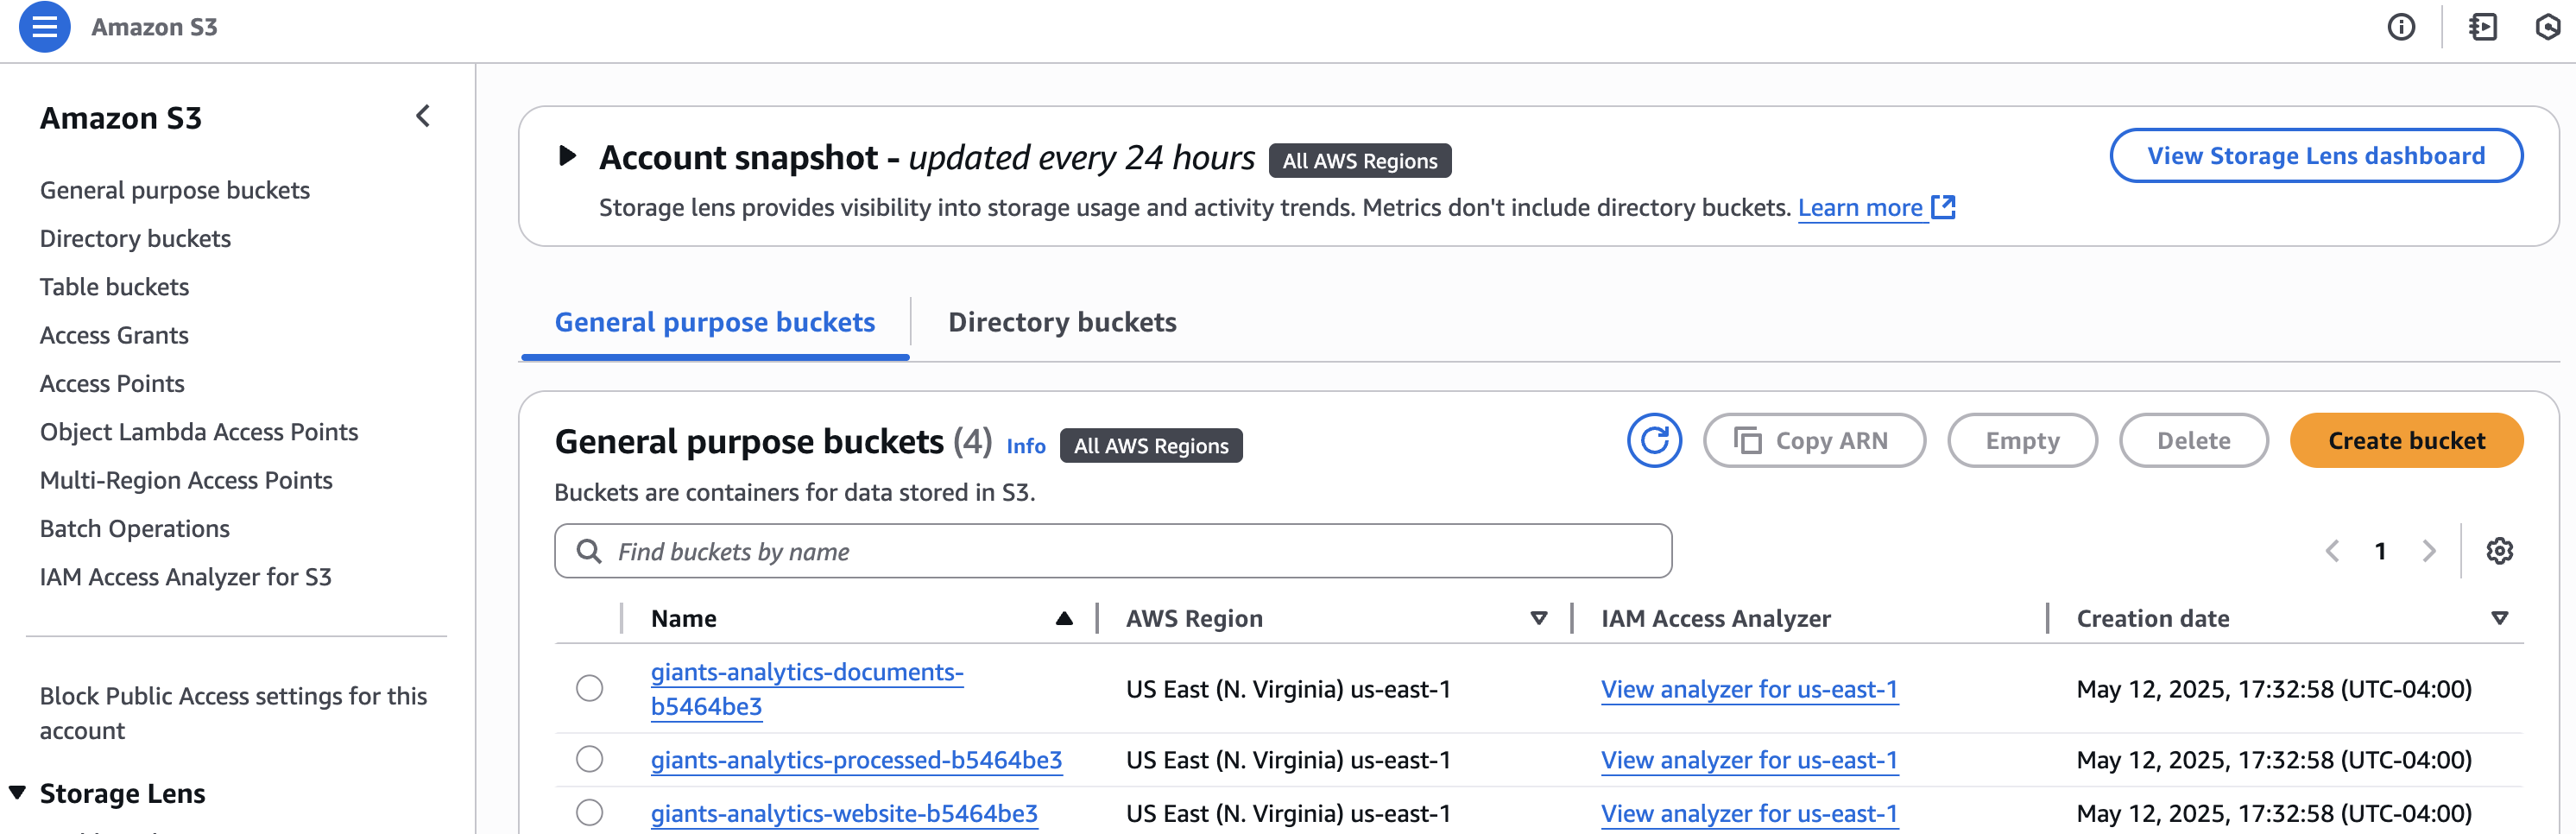 Amazon S3
Amazon S3
General purpose buckets
Directory buckets
Table buckets
Access Grants
Access Points
Object Lambda Access Points
Multi-Region Access Points
Batch Operations
IAM Access Analyzer for S3
Block Public Access settings for this
account
Storage Lens
Account snapshot - updated every 24 hours All AWS Regions
View Storage Lens dashboard
Storage lens provides visibility into storage usage and activity trends. Metrics don't include directory buckets. Learn more
General purpose buckets Directory buckets
General purpose buckets (4) Info All AWS Regions
Copy ARN Empty Delete Create bucket
Buckets are containers for data stored in S3.
Find buckets by name
1
Name AWS Region IAM Access Analyzer Creation date
giants-analytics-documents-
b5464be3 US East (N. Virginia) us-east-1 View analyzer for us-east-1 May 12, 2025, 17:32:58 (UTC-04:00)
giants-analytics-processed-b5464be3 US East (N. Virginia) us-east-1 View analyzer for us-east-1 May 12, 2025, 17:32:58 (UTC-04:00)
giants-analytics-website-b5464be3 US East (N. Virginia) us-east-1 View analyzer for us-east-1 May 12, 2025, 17:32:58 (UTC-04:00)